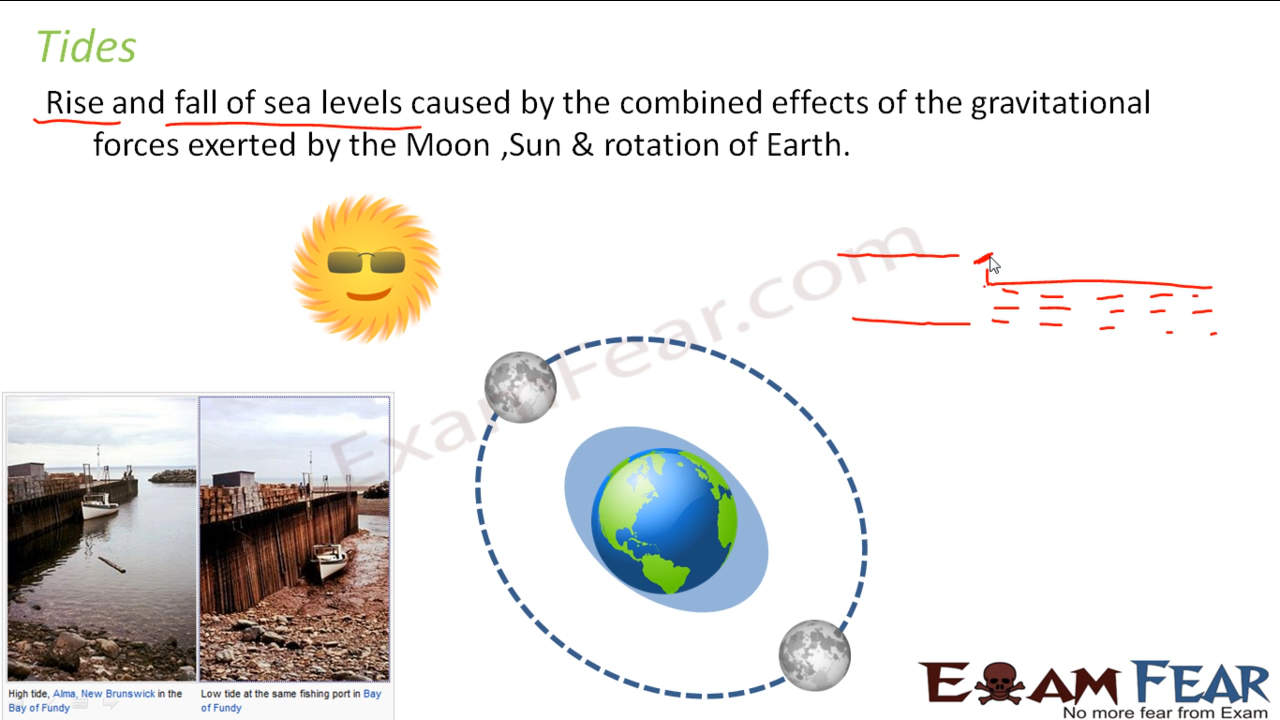 Tides
Rise and fall of sea levels caused by the combined effects of the gravitational
forces exerted by the Moon ,Sun & rotation of Earth.
ExamFear.com
High tide, Alma, New Brunswick in the
Bay of Fundy
Low tide at the same fishing port in Bay
of Fundy
EXAM FEAR
No more fear from Exam